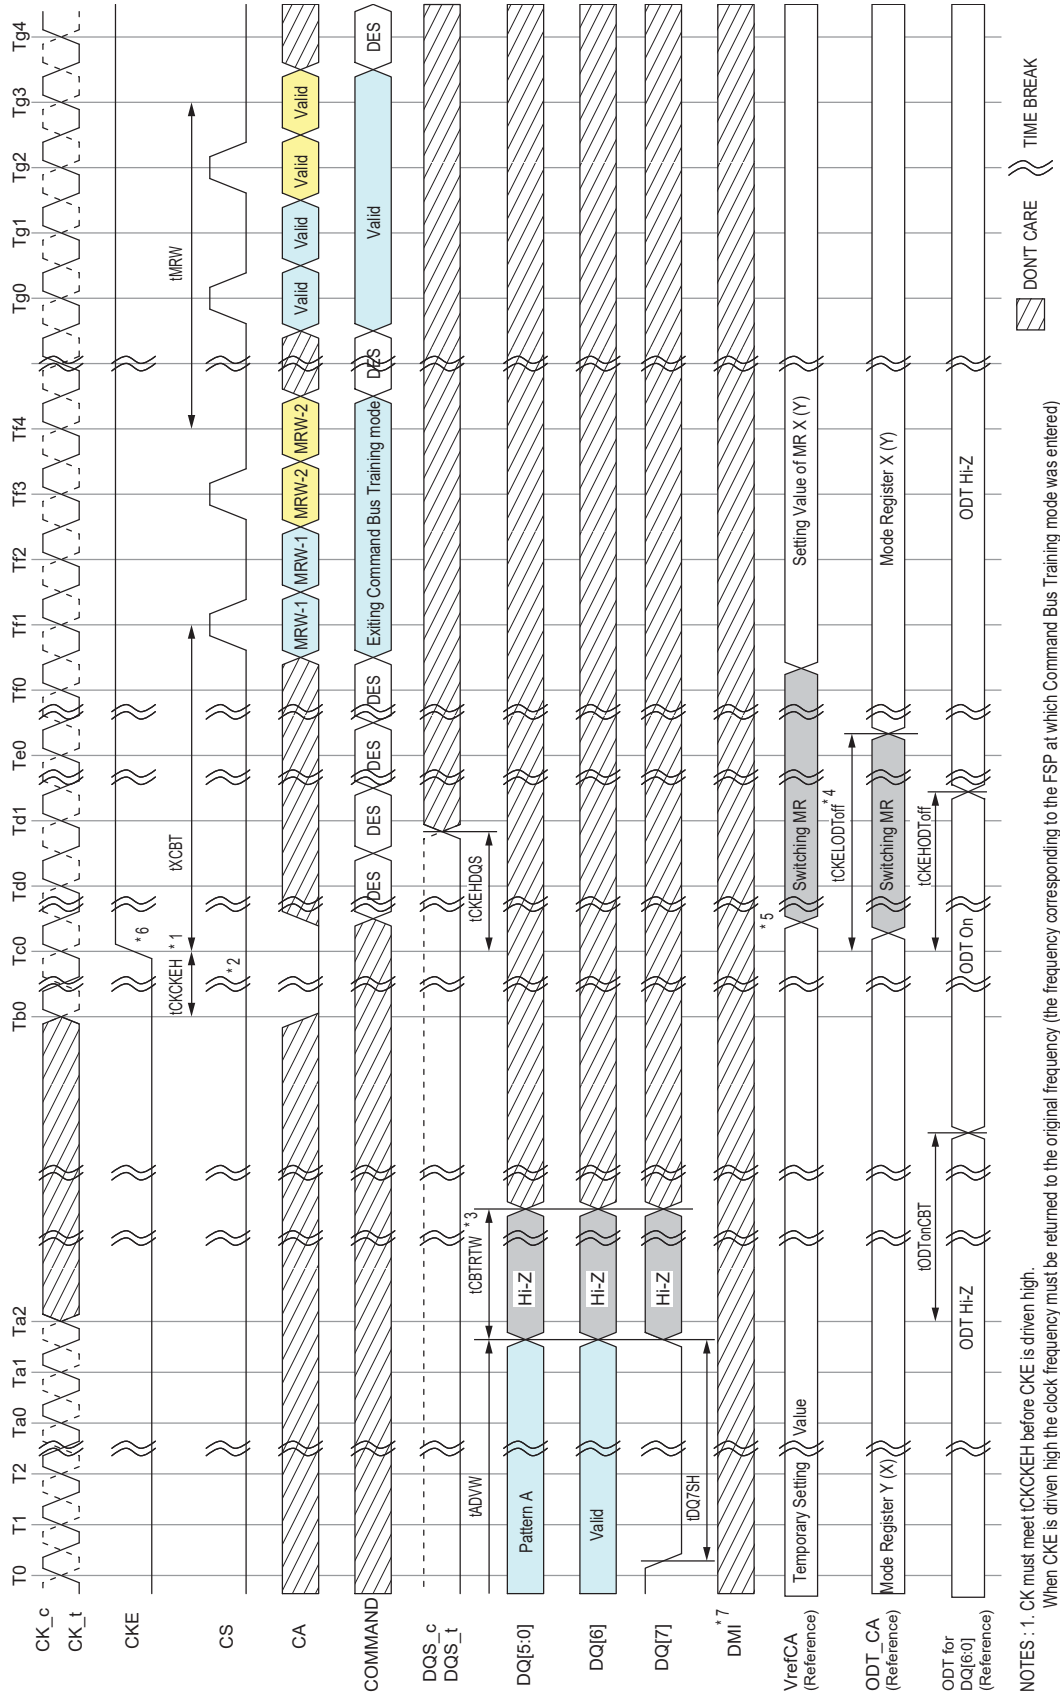 T0 T1 T2 Ta0 Ta1 Ta2 Tb0 Tc0 Td0 Td1 Te0 Tf0 Tf1 Tf2 Tf3 Tf4 Tg0 Tg1 Tg2 Tg3 Tg4
CK_c
CK_t
CKE
*6
tCKCKEH *1 tXCBT tMRW
CS
*2
CA
MRW-1 MRW-1 MRW-2 MRW-2 Valid Valid Valid Valid
COMMAND
DES DES DES DES Exiting Command Bus Training mode DES Valid DES
DQS_c
DQS_t
tADVW tCBTRTW *3 tCKEHDQS
DQ[5:0]
Pattern A Hi-Z
DQ[6]
Valid Hi-Z
DQ[7]
Hi-Z
tDQ7SH
DMI *7
*5
VrefCA
(Reference)
Temporary Setting Value Switching MR Setting Value of MR X (Y)
tCKELODToff *4
ODT_CA
(Reference)
Mode Register Y (X) Switching MR Mode Register X (Y)
tODTonCBT tCKEHODToff
ODT for
DQ[6:0]
(Reference)
ODT Hi-Z ODT On ODT Hi-Z
DON'T CARE TIME BREAK
NOTES : 1. CK must meet tCKCKEH before CKE is driven high.
When CKE is driven high the clock frequency must be returned to the original frequency (the frequency corresponding to the FSP at which Command Bus Training mode was entered)